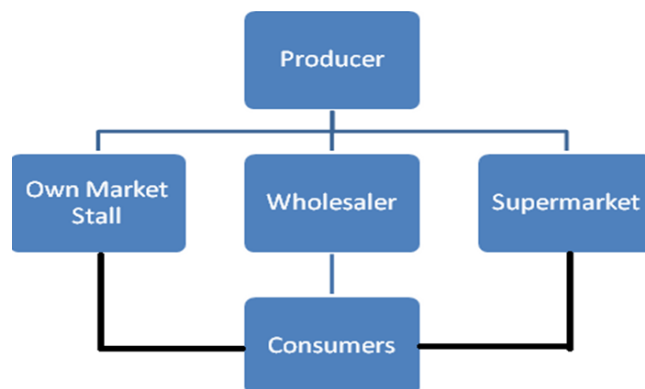 Producer
Own Market
Stall
Wholesaler
Supermarket
Consumers